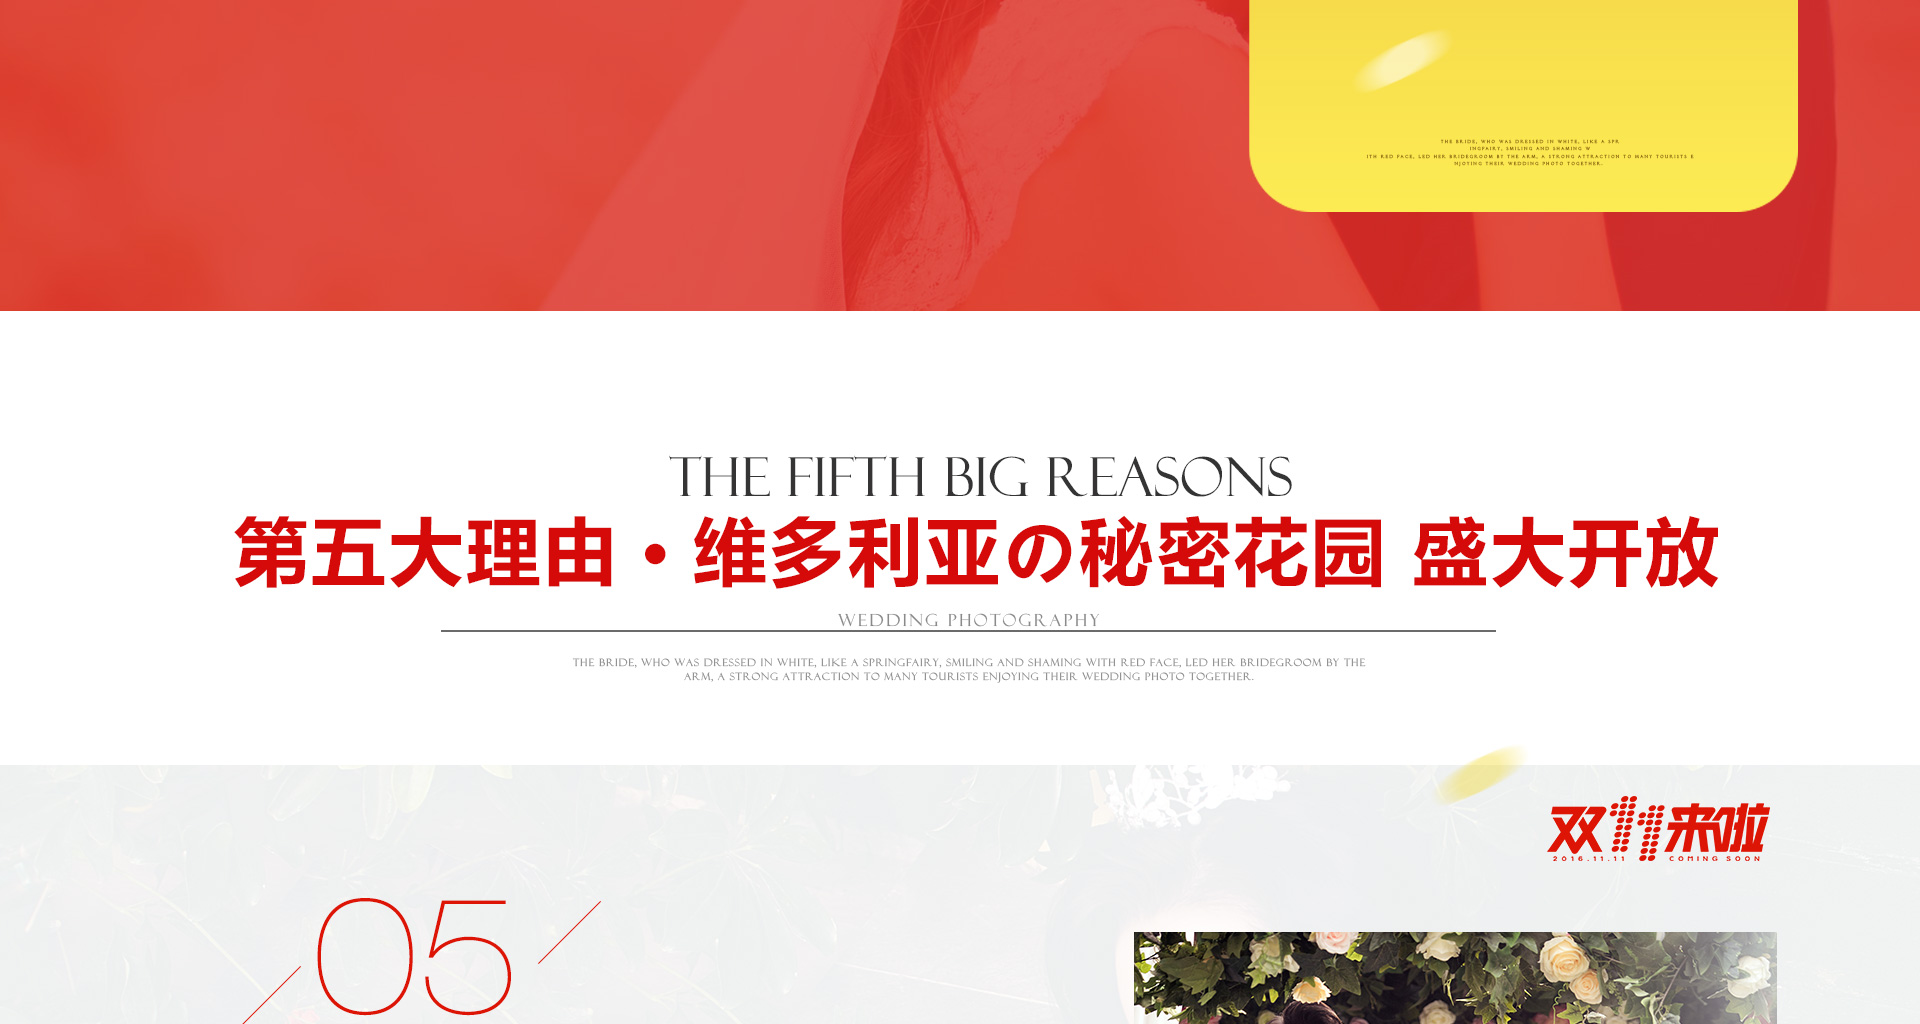 THE BRIDE, WHO WAS DRESSED IN WHITE, LIKE A SPR
INGFAIRY, SMILING AND SHAMING W
ITH RED FACE, LED HER BRIDEGROOM BY THE ARM, A STRONG ATTRACTION TO MANY TOURISTS E
NJOYING THEIR WEDDING PHOTO TOGETHER.
THE FIFTH BIG REASONS
第五大理由·维多利亚の秘密花园 盛大开放
WEDDING PHOTOGRAPHY
THE BRIDE, WHO WAS DRESSED IN WHITE, LIKE A SPRINGFAIRY, SMILING AND SHAMING WITH RED FACE, LED HER BRIDEGROOM BY THE
ARM, A STRONG ATTRACTION TO MANY TOURISTS ENJOYING THEIR WEDDING PHOTO TOGETHER.
双11来啦
2016.11.11 COMING SOON
05